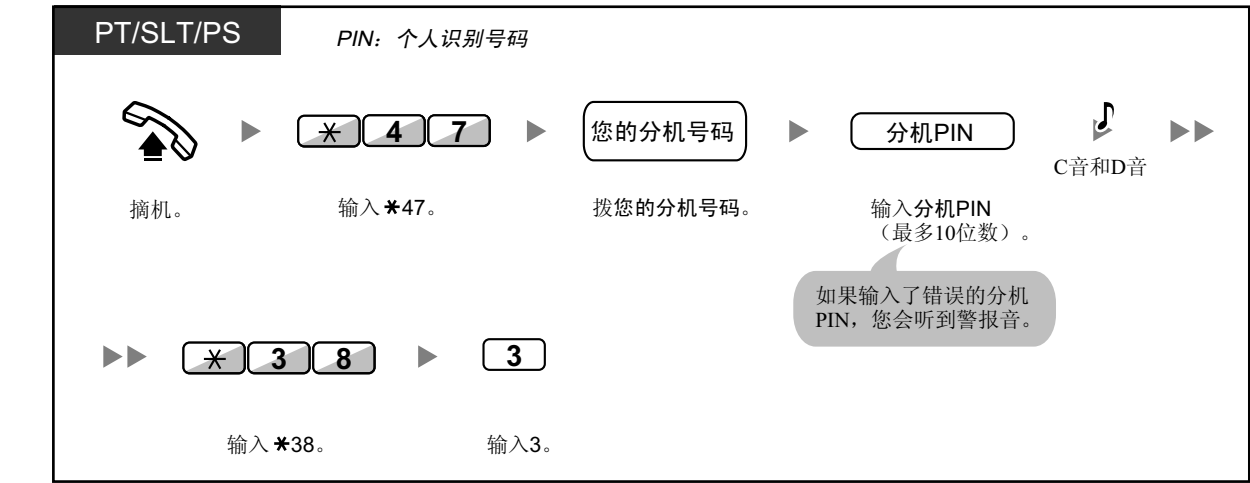 PT/SLT/PS
PIN：个人识别号码
✳ 4 7
您的分机号码
分机PIN
C音和D音
摘机。
输入✳47。
拨您的分机号码。
输入分机PIN
（最多10位数）。
如果输入了错误的分机
PIN，您会听到警报音。
✳ 3 8
3
输入✳38。
输入3。